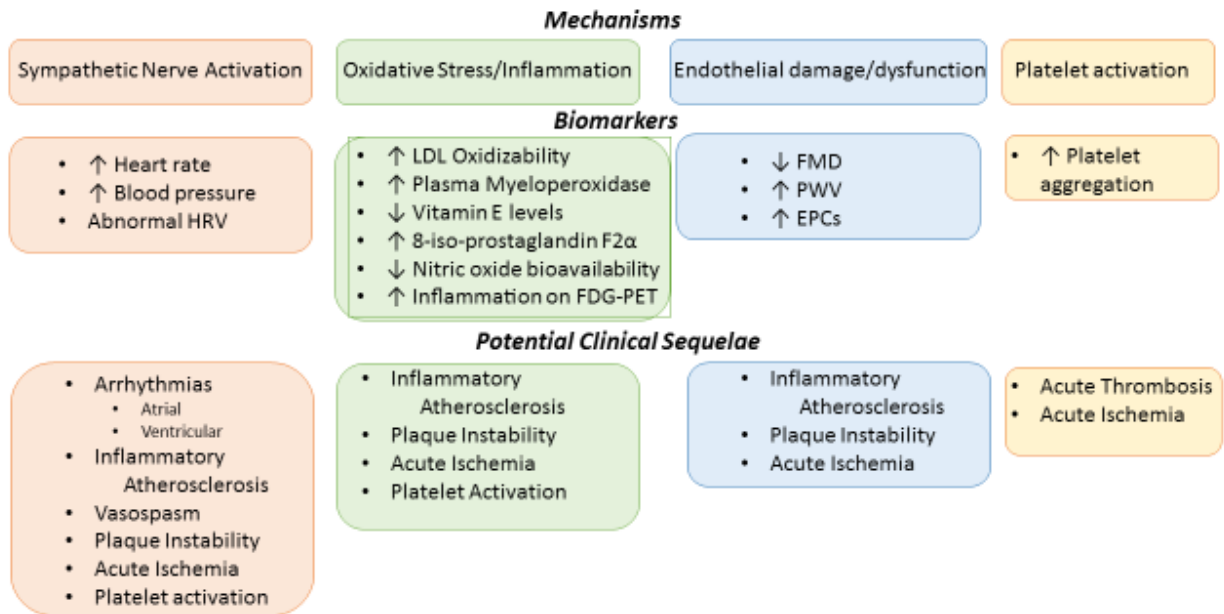 Mechanisms
Sympathetic Nerve Activation
Oxidative Stress/Inflammation
Endothelial damage/dysfunction
Platelet activation
Biomarkers
• ↑ Heart rate
• ↑ Blood pressure
• Abnormal HRV
• ↑ LDL Oxidizability
• ↑ Plasma Myeloperoxidase
• ↓ Vitamin E levels
• ↑ 8-iso-prostaglandin F2α
• ↓ Nitric oxide bioavailability
• ↑ Inflammation on FDG-PET
• ↓ FMD
• ↑ PWV
• ↑ EPCs
• ↑ Platelet
aggregation
Potential Clinical Sequelae
• Arrhythmias
• Atrial
• Ventricular
• Inflammatory
Atherosclerosis
• Vasospasm
• Plaque Instability
• Acute Ischemia
• Platelet activation
• Inflammatory
Atherosclerosis
• Plaque Instability
• Acute Ischemia
• Platelet Activation
• Inflammatory
Atherosclerosis
• Plaque Instability
• Acute Ischemia
• Acute Thrombosis
• Acute Ischemia